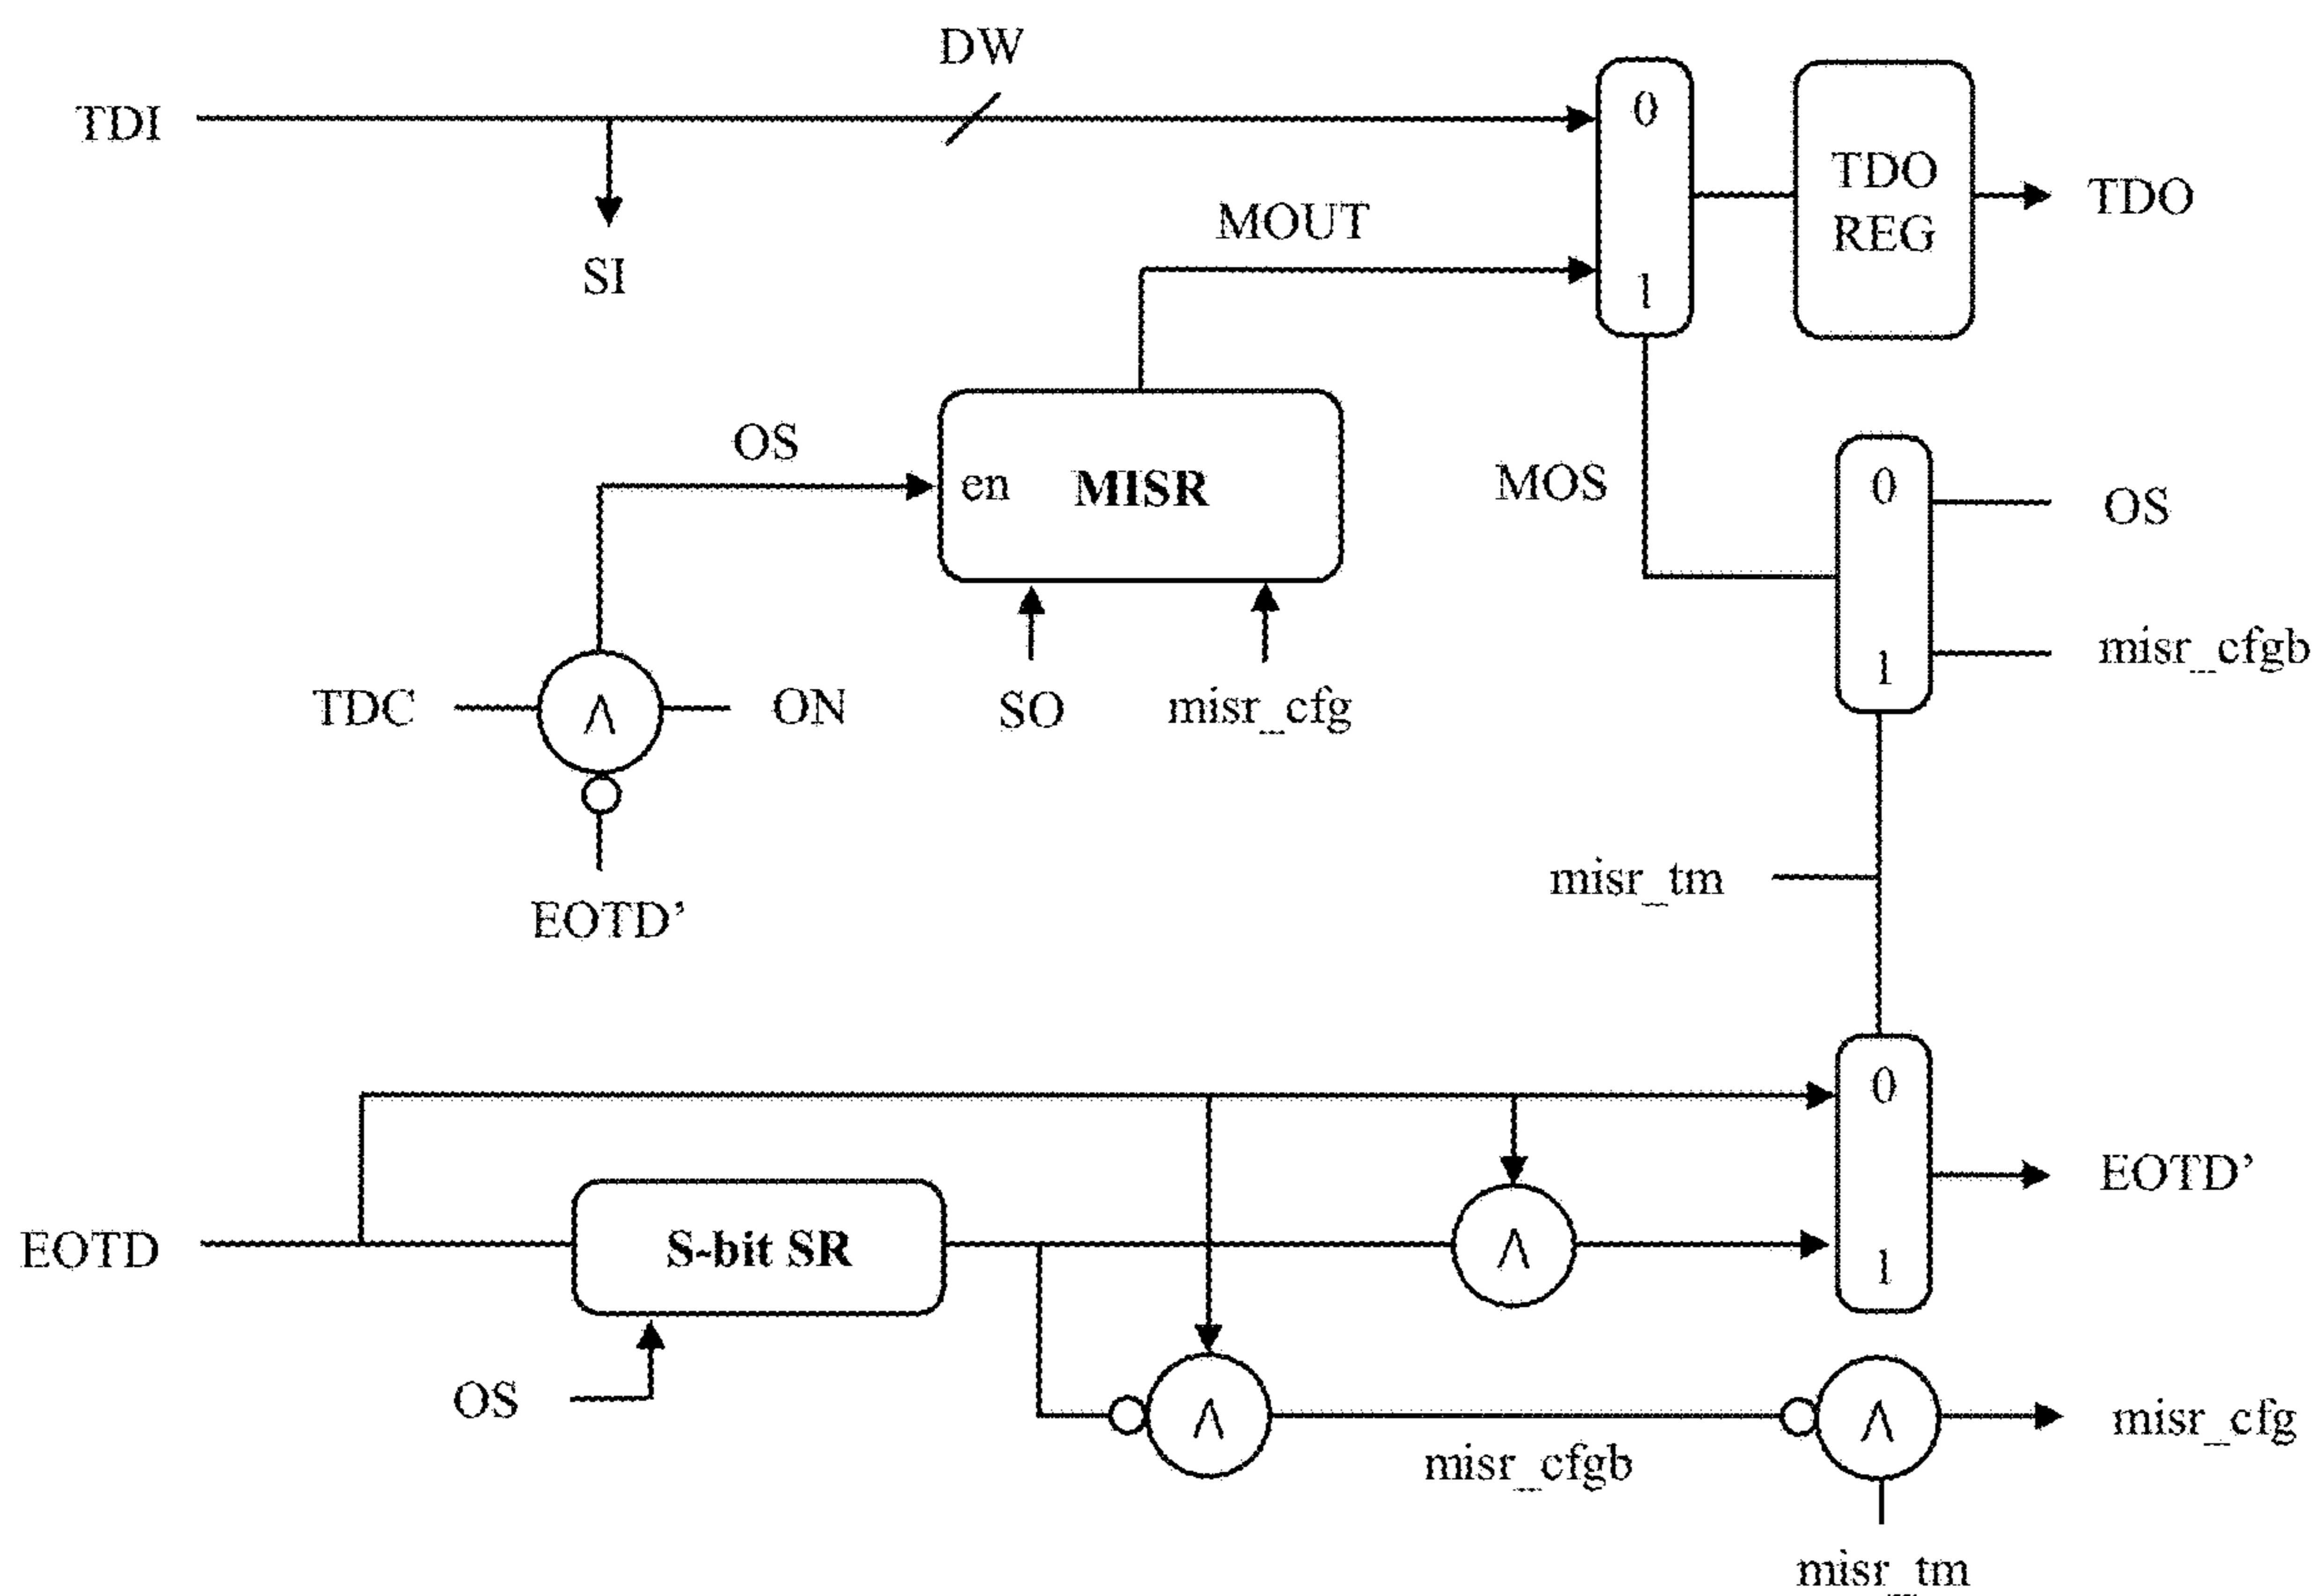 DW
TDI
SI
MOUT
0
1
TDO
REG
TDO
OS
en
MISR
MOS
0
1
OS
misr_cfgb
TDC
Λ
ON
SO
misr_cfg
EOTD’
misr_tm
EOTD
S-bit SR
OS
Λ
0
1
EOTD’
Λ
misr_cfgb
Λ
misr_cfg
misr_tm